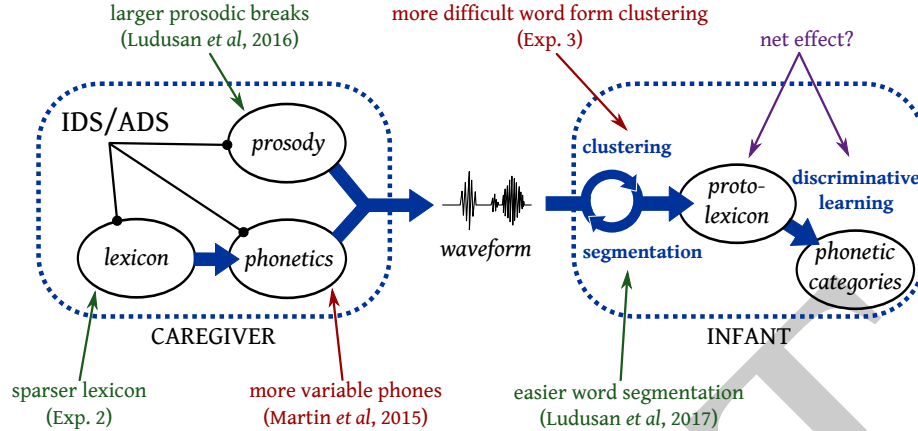 larger prosodic breaks
(Ludusan et al, 2016)
more difficult word form clustering
(Exp. 3)
net effect?
IDS/ADS
prosody
clustering
proto-
lexicon
discriminative
learning
lexicon
phonetics
waveform
segmentation
phonetic
categories
CAREGIVER
INFANT
sparser lexicon
(Exp. 2)
more variable phones
(Martin et al, 2015)
easier word segmentation
(Ludusan et al, 2017)
T